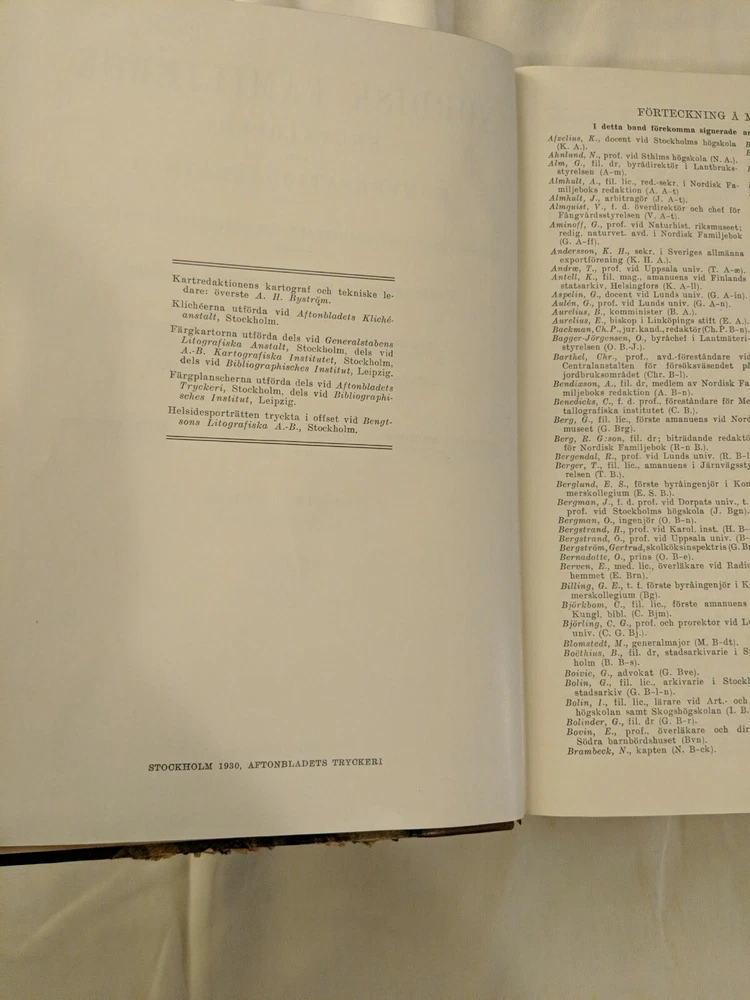 Kartredaktionens kartograf och tekniske le-
dare: överste A. H. Byström.
Klichéerna utförda vid Aftonbladets Kliché-
anstalt, Stockholm.
Färgkartorna utförda dels vid Generalstabens
Litografiska Anstalt, Stockholm, dels vid
A.-B. Kartografiska Institutet, Stockholm,
dels vid Bibliographisches Institut, Leipzig.
Färgplanscherna utförda dels vid Aftonbladets
Tryckeri, Stockholm, dels vid Bibliographi-
sches Institut, Leipzig.
Helsidesporträtten tryckta i offset vid Bengt-
sons Litografiska A.-B., Stockholm.
STOCKHOLM 1930, AFTONBLADETS TRYCKERI
FÖRTECKNING Å M
I detta band förekomma signerade ar
Afzelius, K., docent vid Stockholms högskola
(K. A.).
Ahnlund, N., prof. vid Sthlms högskola (N. A.).
Alm, G., fil. dr, byrådirektör i Lantbruks-
styrelsen (A-m).
Almhult, A., fil. lic., red.-sekr. i Nordisk Fa-
miljeboks redaktion (A. A-t)
Almhult, J., arbitragör (J. A-t).
Almquist, V., f. d. överdirektör och chef för
Fångvårdsstyrelsen (V. A-t).
Aminoff, G., prof. vid Naturhist. riksmuseet;
redig. naturvet. avd. i Nordisk Familjebok
(G. A-ff).
Andersson, K. H., sekr. i Sveriges allmänna
exportförening (K. H. A.).
Andræ, T., prof. vid Uppsala univ. (T. A-æ).
Antell, K., fil. mag., amanuens vid Finlands
statsarkiv, Helsingfors (K. A-ll).
Aspelin, G., docent vid Lunds univ. (G. A-in).
Aulén, G., prof. vid Lunds univ. (G. A-n).
Aurelius, B., komminister (B. A.).
Aurelius, E., biskop i Linköpings stift (E. A.).
Backman, Ch. P., jur. kand., redaktör (Ch. P. B-n).
Bagger-Jörgensen, O., byråchef i Lantmäteri-
styrelsen (O. B.-J.).
Barthel, Chr., prof., avd.-föreståndare vid
Centralanstalten för försöksväsendet på
jordbruksområdet (Chr. B-l).
Bendixson, A., fil. dr, medlem av Nordisk Fa
miljeboks redaktion (A. B-n).
Benedicks, C., f. d. prof., föreståndare för Me
tallografiska institutet (C. B.).
Berg, G., fil. lic., förste amanuens vid Nord
museet (G. Brg).
Berg, R. G:son, fil. dr; biträdande redaktö
för Nordisk Familjebok (R-n B.).
Bergendal, R., prof. vid Lunds univ. (R. B-l
Berger, T., fil. lic., amanuens i Järnvägssty
relsen (T. B.).
Berglund, E. S., förste byråingenjör i Kom
merskollegium (E. S. B.).
Bergman, J., f. d. prof. vid Dorpats univ., t.
prof. vid Stockholms högskola (J. Bgn).
Bergman, O., ingenjör (O. B-n).
Bergstrand, H., prof. vid Karol. inst. (H. B-
Bergstrand, Ö., prof. vid Uppsala univ. (B-
Bergström, Gertrud, skolköksinspektris (G. Br
Bernadotte, O., prins (O. B-e).
Berven, E., med. lic., överläkare vid Radiu
hemmet (E. Brn).
Billing, G. E., t. f. förste byråingenjör i K
merskollegium (Bg).
Björkbom, C., fil. lic., förste amanuens
Kungl. bibl. (C. Bjm).
Björling, C. G., prof. och prorektor vid Lu
univ. (C. G. Bj.).
Blomstedt, M., generalmajor (M. B-dt).
Boëthius, B., fil. dr, stadsarkivarie i S
holm (B. B-s).
Boivie, G., advokat (G. Bve).
Bolin, G., fil. lic., arkivarie i Stockh
stadsarkiv (G. B-l-n).
Bolin, I., fil. lic., lärare vid Art.- och
högskolan samt Skogshögskolan (I. B.
Bolinder, G., fil. dr (G. B-r).
Bovin, E., prof., överläkare och dir
Södra barnbördshuset (Bvn).
Brambeck, N., kapten (N. B-ck).